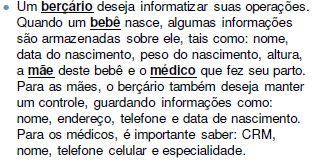 • Um berçário deseja informatizar suas operações.
Quando um bebê nasce, algumas informações
são armazenadas sobre ele, tais como: nome,
data do nascimento, peso do nascimento, altura,
a mãe deste bebê e o médico que fez seu parto.
Para as mães, o berçário também deseja manter
um controle, guardando informações como:
nome, endereço, telefone e data de nascimento.
Para os médicos, é importante saber: CRM,
nome, telefone celular e especialidade.